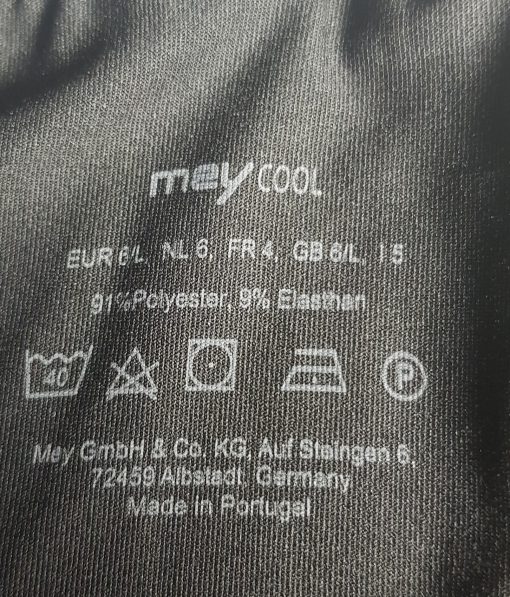 mey COOL
EUR 6/L, NL 6, FR 4, GB 6/L, I 5
91%Polyester, 9% Elasthan
40 P
Mey GmbH & Co. KG, Auf Steingen 6,
72459 Albstadt, Germany
Made in Portugal